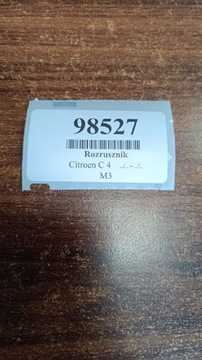 98527
Rozrusznik
Citroen C 4 ../.. - ../..
M3